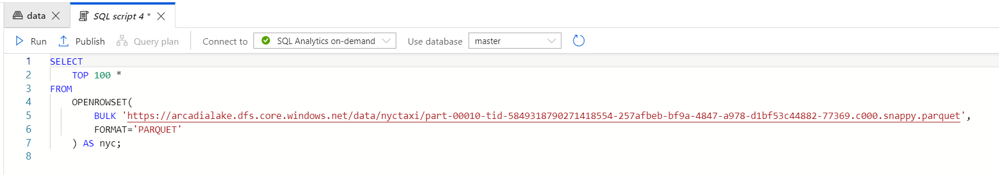 data SQL script 4 *
Run Publish Query plan Connect to SQL Analytics on-demand Use database master
1 SELECT
2 TOP 100 *
3 FROM
4 OPENROWSET(
5 BULK 'https://arcadialake.dfs.core.windows.net/data/nyctaxi/part-00010-tid-5849318790271418554-257afbeb-bf9a-4847-a978-d1bf53c44882-77369.c000.snappy.parquet',
6 FORMAT='PARQUET'
7 ) AS nyc;
8